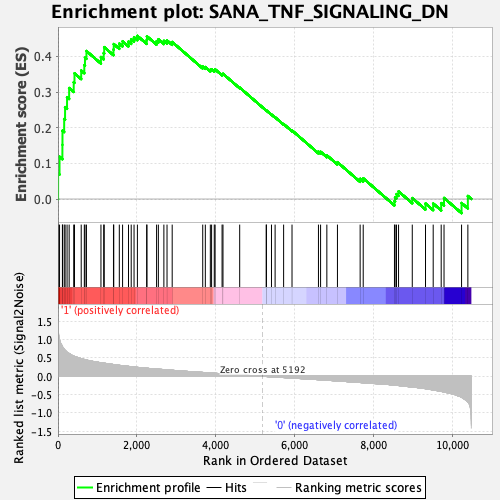 Enrichment plot: SANA_TNF_SIGNALING_DN
Enrichment score (ES)
0.4
0.3
0.2
0.1
0.0
'1' (positively correlated)
Ranked list metric (Signal2Noise)
1.5
1.0
0.5
0.0
-0.5
-1.0
-1.5
Zero cross at 5192
'0' (negatively correlated)
0
2,000
4,000
6,000
8,000
10,000
Rank in Ordered Dataset
Enrichment profile
Hits
Ranking metric scores